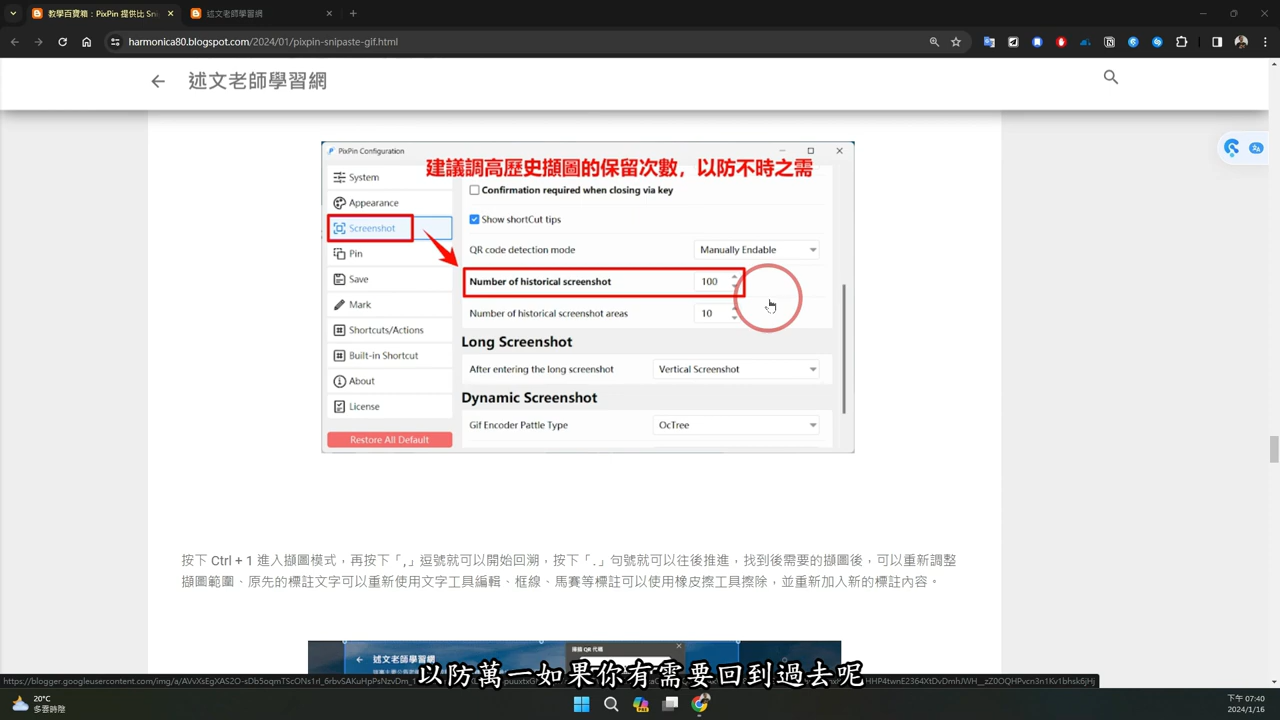 教學百寶箱：PixPin 提供比 Sni
述文老師學習網
harmonica80.blogspot.com/2024/01/pixpin-snipaste-gif.html
述文老師學習網
PixPin Configuration
建議調高歷史擷圖的保留次數，以防不時之需
System
Confirmation required when closing via key
Appearance
Show shortCut tips
Screenshot
QR code detection mode
Manually Endable
Pin
Save
Number of historical screenshot
100
Mark
Number of historical screenshot areas
10
Shortcuts/Actions
Long Screenshot
Built-in Shortcut
After entering the long screenshot
Vertical Screenshot
About
Dynamic Screenshot
License
Gif Encoder Pattle Type
OcTree
Restore All Default
按下 Ctrl + 1 進入擷圖模式，再按下「,」逗號就可以開始回溯，按下「.」句號就可以往後推進，找到後需要的擷圖後，可以重新調整
擷圖範圍、原先的標註文字可以重新使用文字工具編輯、框線、馬賽等標註可以使用橡皮擦工具擦除，並重新加入新的標註內容。
述文老師學習網
掃描 QR 代碼
以防萬一如果你有需要回到過去呢
20°C
多雲時陰
下午 07:40
2024/1/16